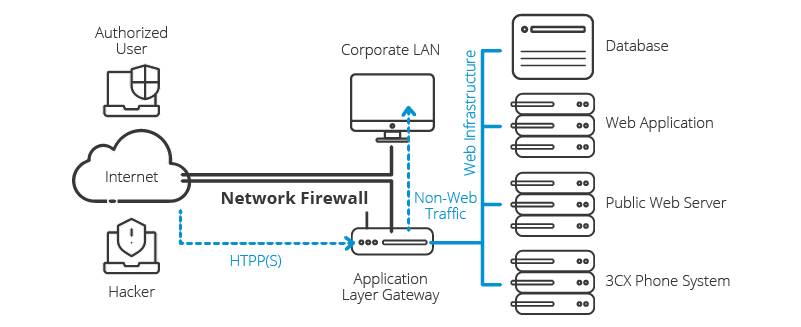 Authorized
User
Corporate LAN
Database
Web Infrastructure
Web Application
Internet
Network Firewall
Non-Web
Traffic
Public Web Server
HTPP(S)
Hacker
Application
Layer Gateway
3CX Phone System